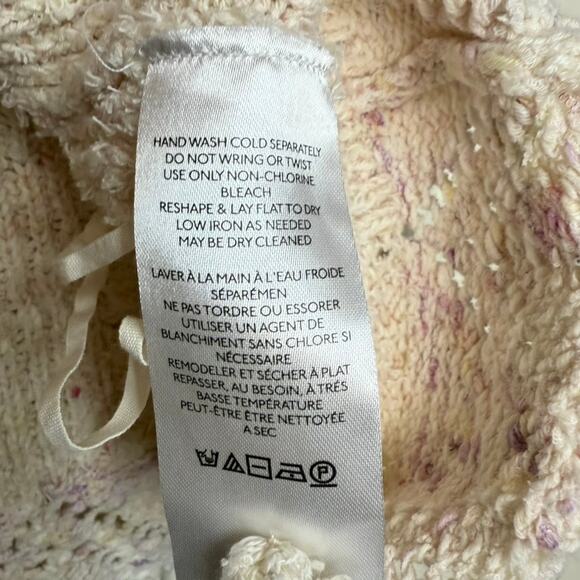 HAND WASH COLD SEPARATELY
DO NOT WRING OR TWIST
USE ONLY NON-CHLORINE
BLEACH
RESHAPE & LAY FLAT TO DRY
LOW IRON AS NEEDED
MAY BE DRY CLEANED
LAVER À LA MAIN À L'EAU FROIDE
SÉPARÉMEN
NE PAS TORDRE OU ESSORER
UTILISER UN AGENT DE
BLANCHIMENT SANS CHLORE SI
NÉCESSAIRE
REMODELER ET SÉCHER À PLAT
REPASSER, AU BESOIN, À TRÉS
BASSE TEMPÉRATURE
PEUT-ÊTRE ÊTRE NETTOYÉE
A SEC
P